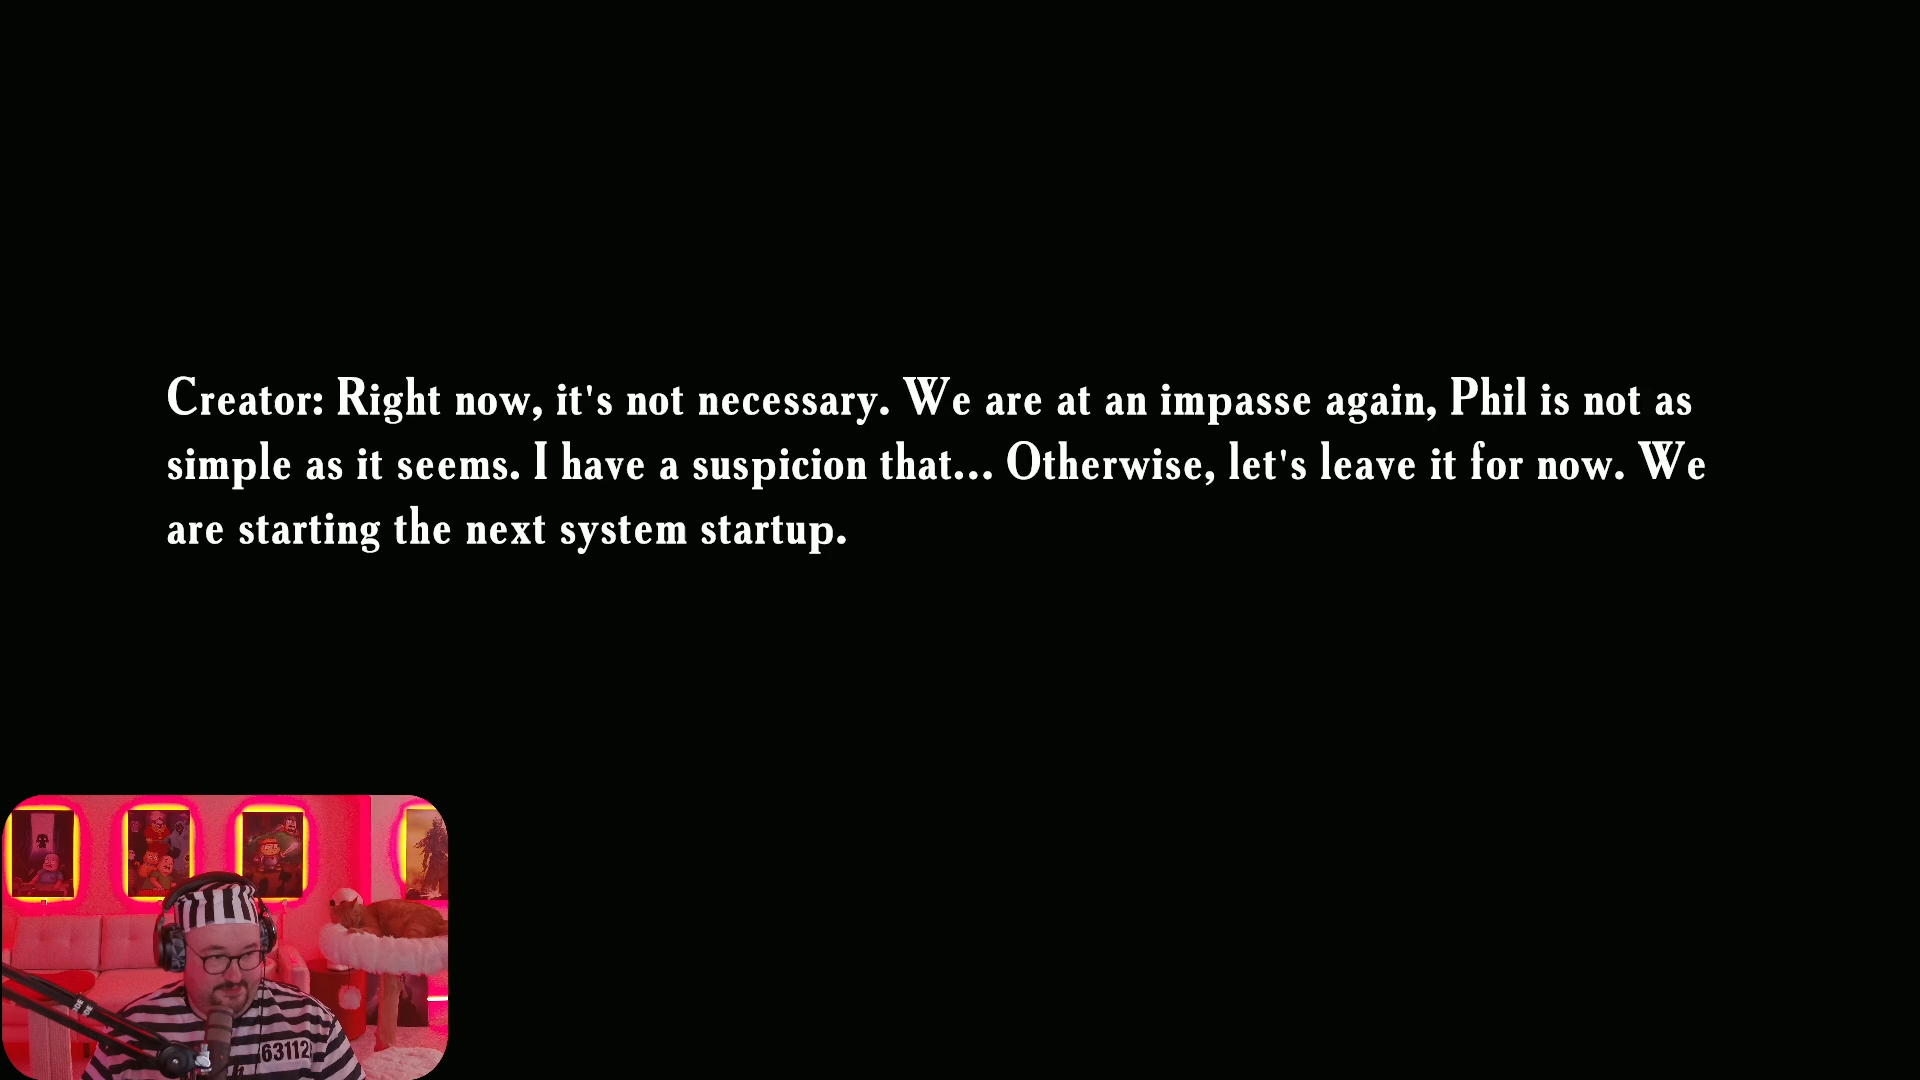 Creator: Right now, it's not necessary. We are at an impasse again, Phil is not as
simple as it seems. I have a suspicion that... Otherwise, let's leave it for now. We
are starting the next system startup.
63112